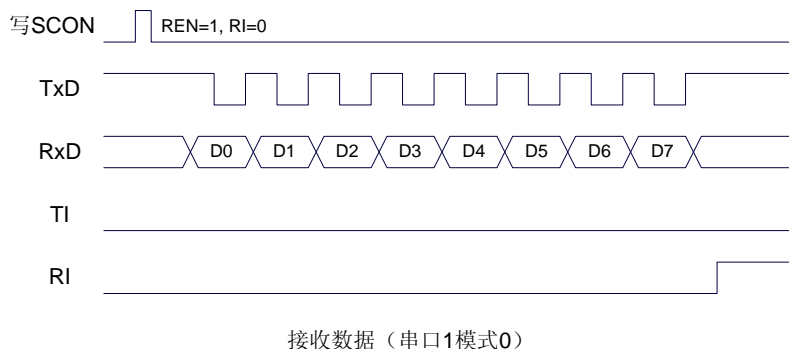 写SCON REN=1, RI=0
TxD
RxD D0 D1 D2 D3 D4 D5 D6 D7
TI
RI
接收数据（串口1模式0）